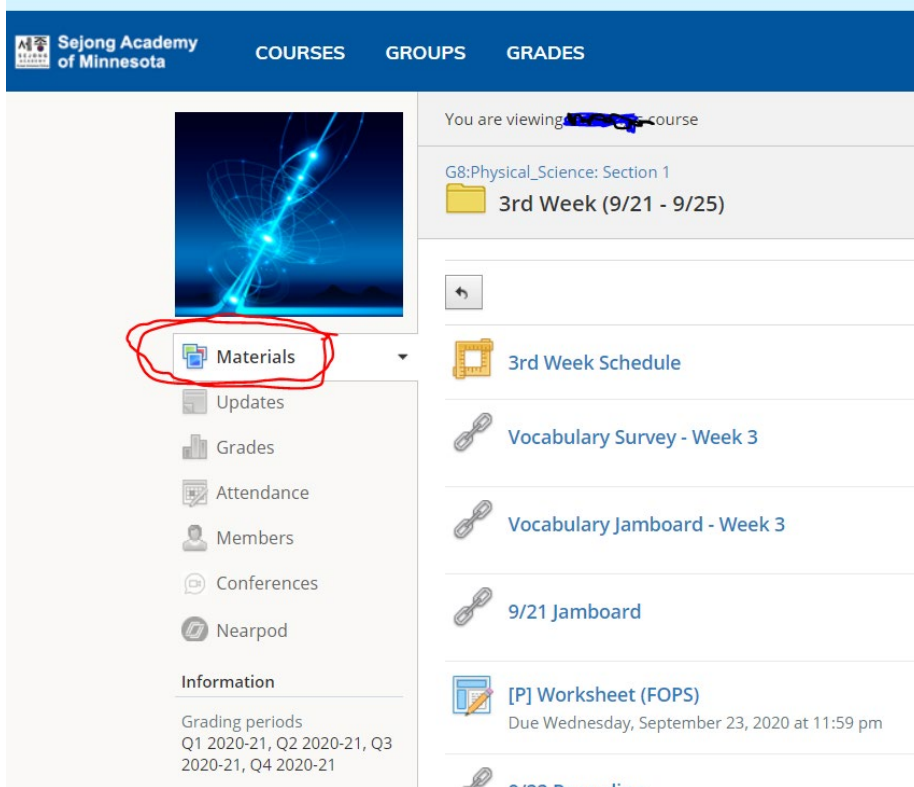 세종
Sejong Academy
of Minnesota
COURSES
GROUPS
GRADES
You are viewing course
G8:Physical_Science: Section 1
3rd Week (9/21 - 9/25)
Materials
Updates
Grades
Attendance
Members
Conferences
Nearpod
Information
Grading periods
Q1 2020-21, Q2 2020-21, Q3
2020-21, Q4 2020-21
3rd Week Schedule
Vocabulary Survey - Week 3
Vocabulary Jamboard - Week 3
9/21 Jamboard
[P] Worksheet (FOPS)
Due Wednesday, September 23, 2020 at 11:59 pm